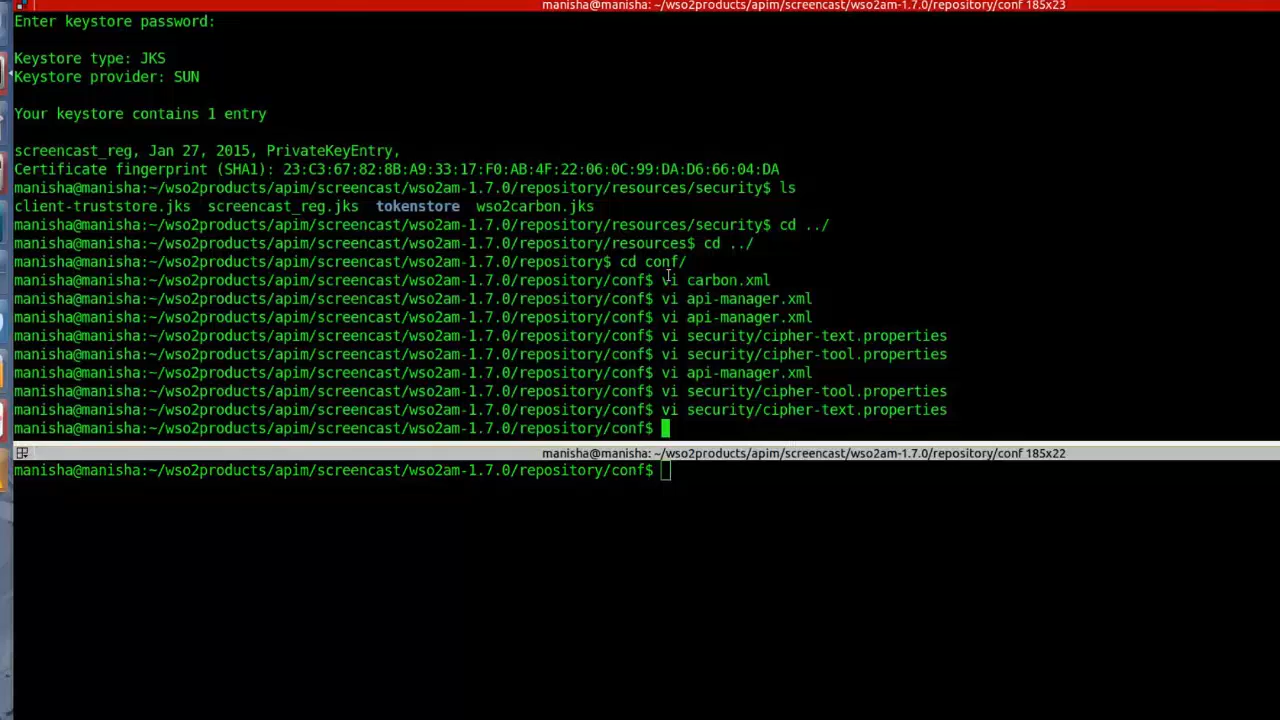 manisha@manisha: ~/wso2products/apim/screencast/wso2am-1.7.0/repository/conf 185x23
Enter keystore password:
Keystore type: JKS
Keystore provider: SUN
Your keystore contains 1 entry
screencast_reg, Jan 27, 2015, PrivateKeyEntry,
Certificate fingerprint (SHA1): 23:C3:67:82:8B:A9:33:17:F0:AB:4F:22:06:0C:99:DA:D6:66:04:DA
manisha@manisha:~/wso2products/apim/screencast/wso2am-1.7.0/repository/resources/security$ ls
client-truststore.jks  screencast_reg.jks  tokenstore  wso2carbon.jks
manisha@manisha:~/wso2products/apim/screencast/wso2am-1.7.0/repository/resources/security$ cd ../
manisha@manisha:~/wso2products/apim/screencast/wso2am-1.7.0/repository/resources$ cd ../
manisha@manisha:~/wso2products/apim/screencast/wso2am-1.7.0/repository$ cd conf/
manisha@manisha:~/wso2products/apim/screencast/wso2am-1.7.0/repository/conf$ vi carbon.xml
manisha@manisha:~/wso2products/apim/screencast/wso2am-1.7.0/repository/conf$ vi api-manager.xml
manisha@manisha:~/wso2products/apim/screencast/wso2am-1.7.0/repository/conf$ vi api-manager.xml
manisha@manisha:~/wso2products/apim/screencast/wso2am-1.7.0/repository/conf$ vi security/cipher-text.properties
manisha@manisha:~/wso2products/apim/screencast/wso2am-1.7.0/repository/conf$ vi security/cipher-tool.properties
manisha@manisha:~/wso2products/apim/screencast/wso2am-1.7.0/repository/conf$ vi api-manager.xml
manisha@manisha:~/wso2products/apim/screencast/wso2am-1.7.0/repository/conf$ vi security/cipher-tool.properties
manisha@manisha:~/wso2products/apim/screencast/wso2am-1.7.0/repository/conf$ vi security/cipher-text.properties
manisha@manisha:~/wso2products/apim/screencast/wso2am-1.7.0/repository/conf$
manisha@manisha: ~/wso2products/apim/screencast/wso2am-1.7.0/repository/conf 185x22
manisha@manisha:~/wso2products/apim/screencast/wso2am-1.7.0/repository/conf$